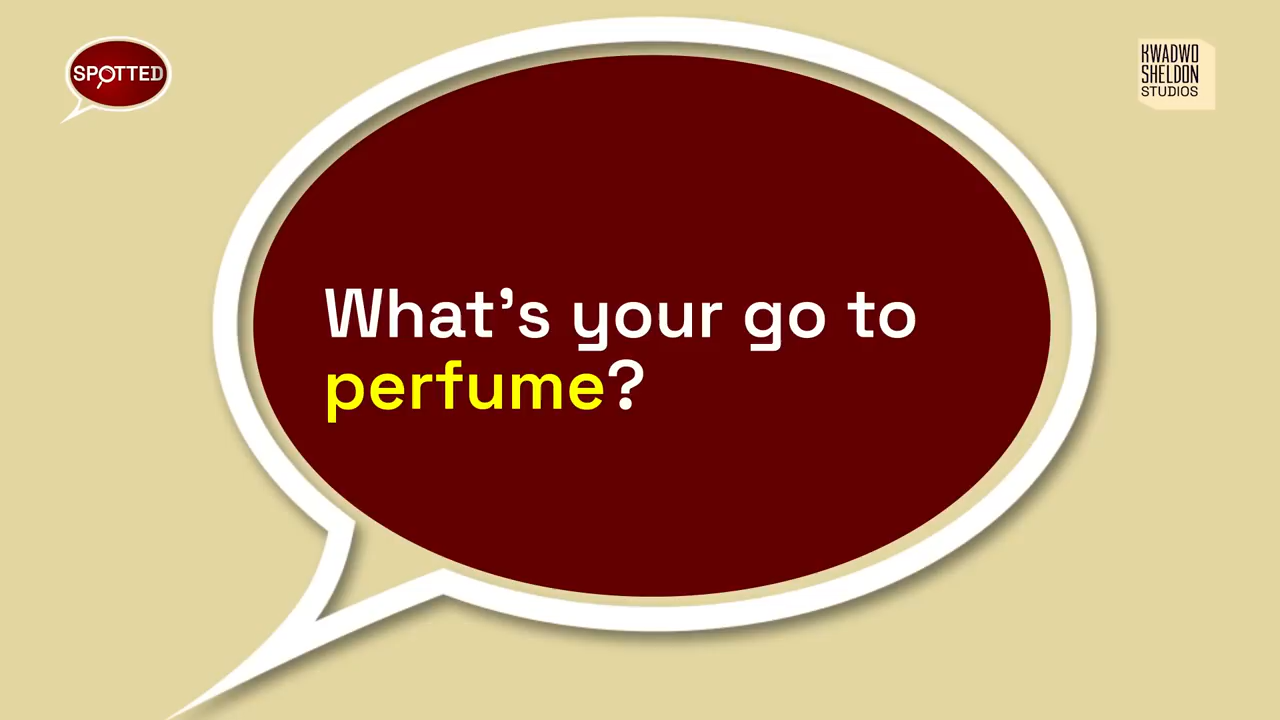 SPOTTED
KWADWO
SHELDON
STUDIOS
What's your go to
perfume?